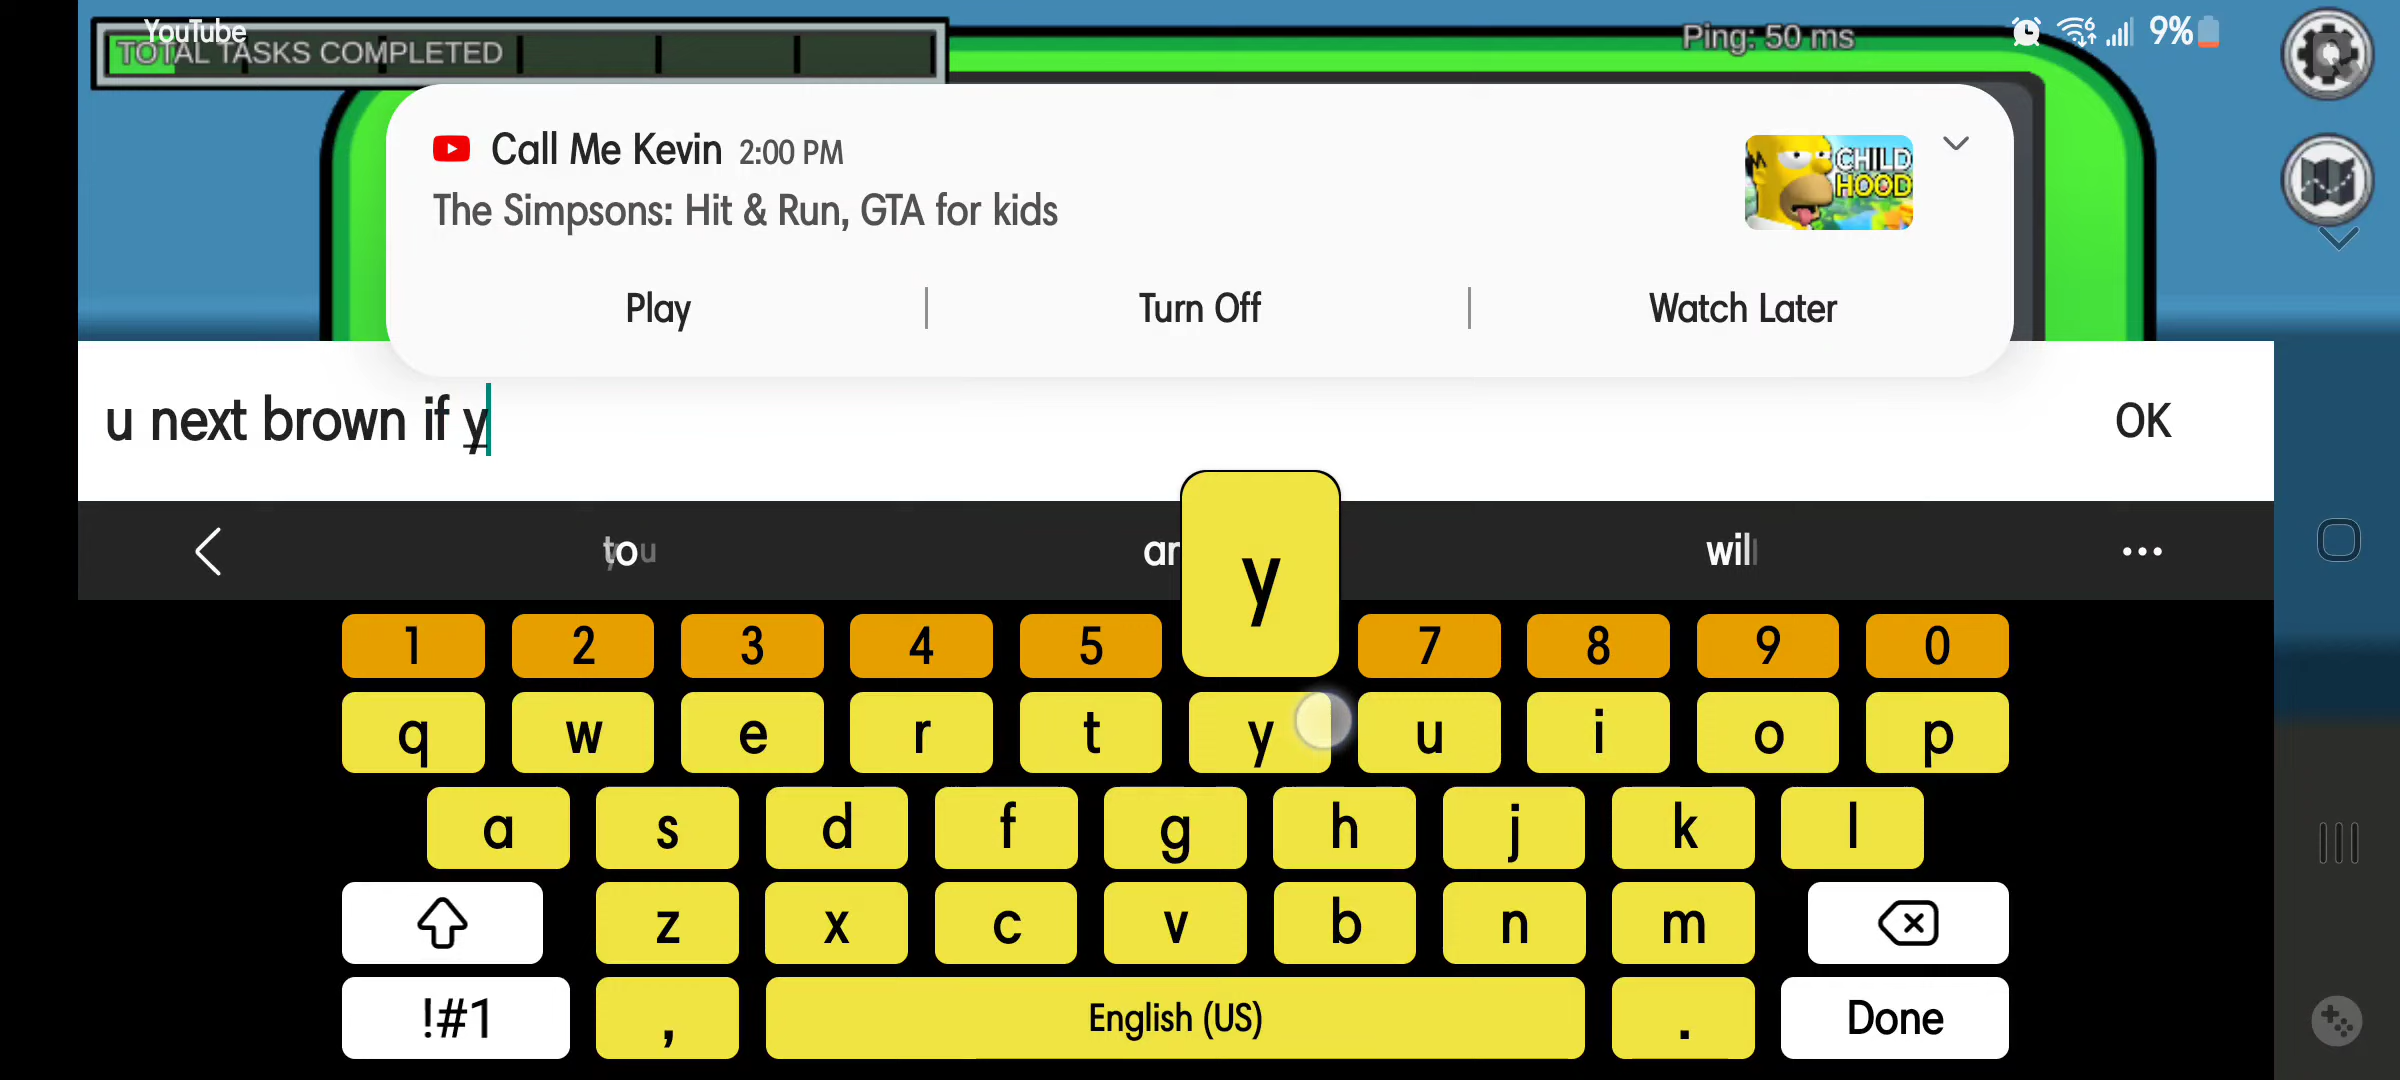 YouTube
TOTAL TASKS COMPLETED
Ping: 50 ms
6
9%
Call Me Kevin 2:00 PM
The Simpsons: Hit & Run, GTA for kids
CHILD
HOOD
Play | Turn Off | Watch Later
u next brown if y
OK
to
ar
will
y
1 2 3 4 5 7 8 9 0
q w e r t y u i o p
a s d f g h j k l
z x c v b n m
!#1 , English (US) . Done